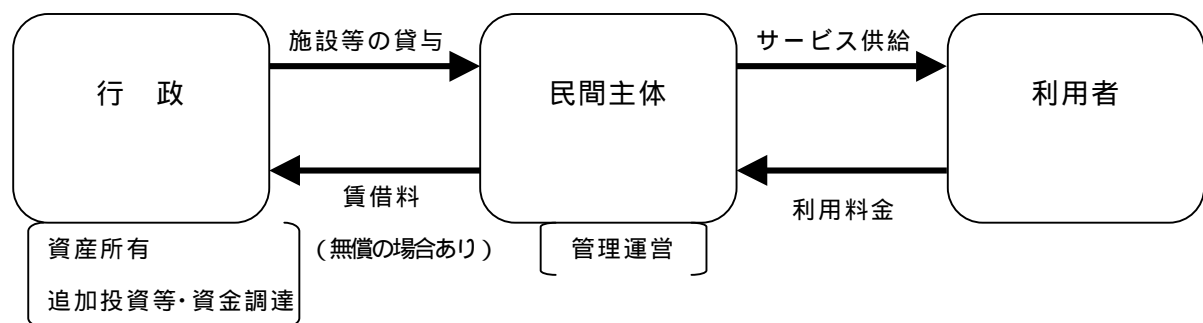 施設等の貸与
サービス供給
行　政
民間主体
利用者
賃借料
利用料金
資産所有
（無償の場合あり）
管理運営
追加投資等・資金調達